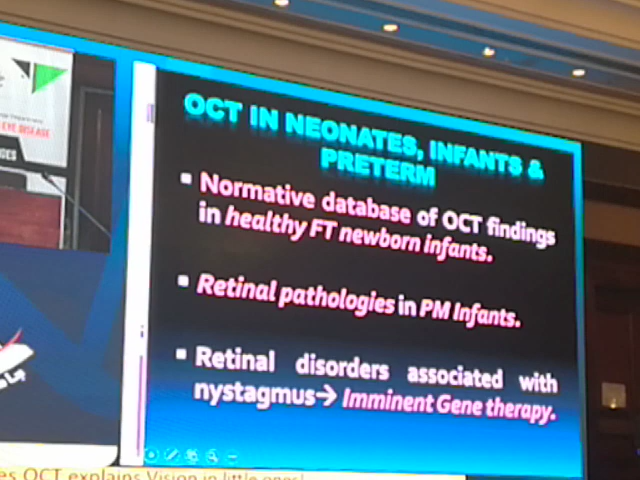 EYE DISEASE
OCT IN NEONATES, INFANTS &
PRETERM
▪ Normative database of OCT findings
in healthy FT newborn infants.
▪ Retinal pathologies in PM Infants.
▪ Retinal disorders associated with
nystagmus→ Imminent Gene therapy.
OCT explains Vision in little ones!